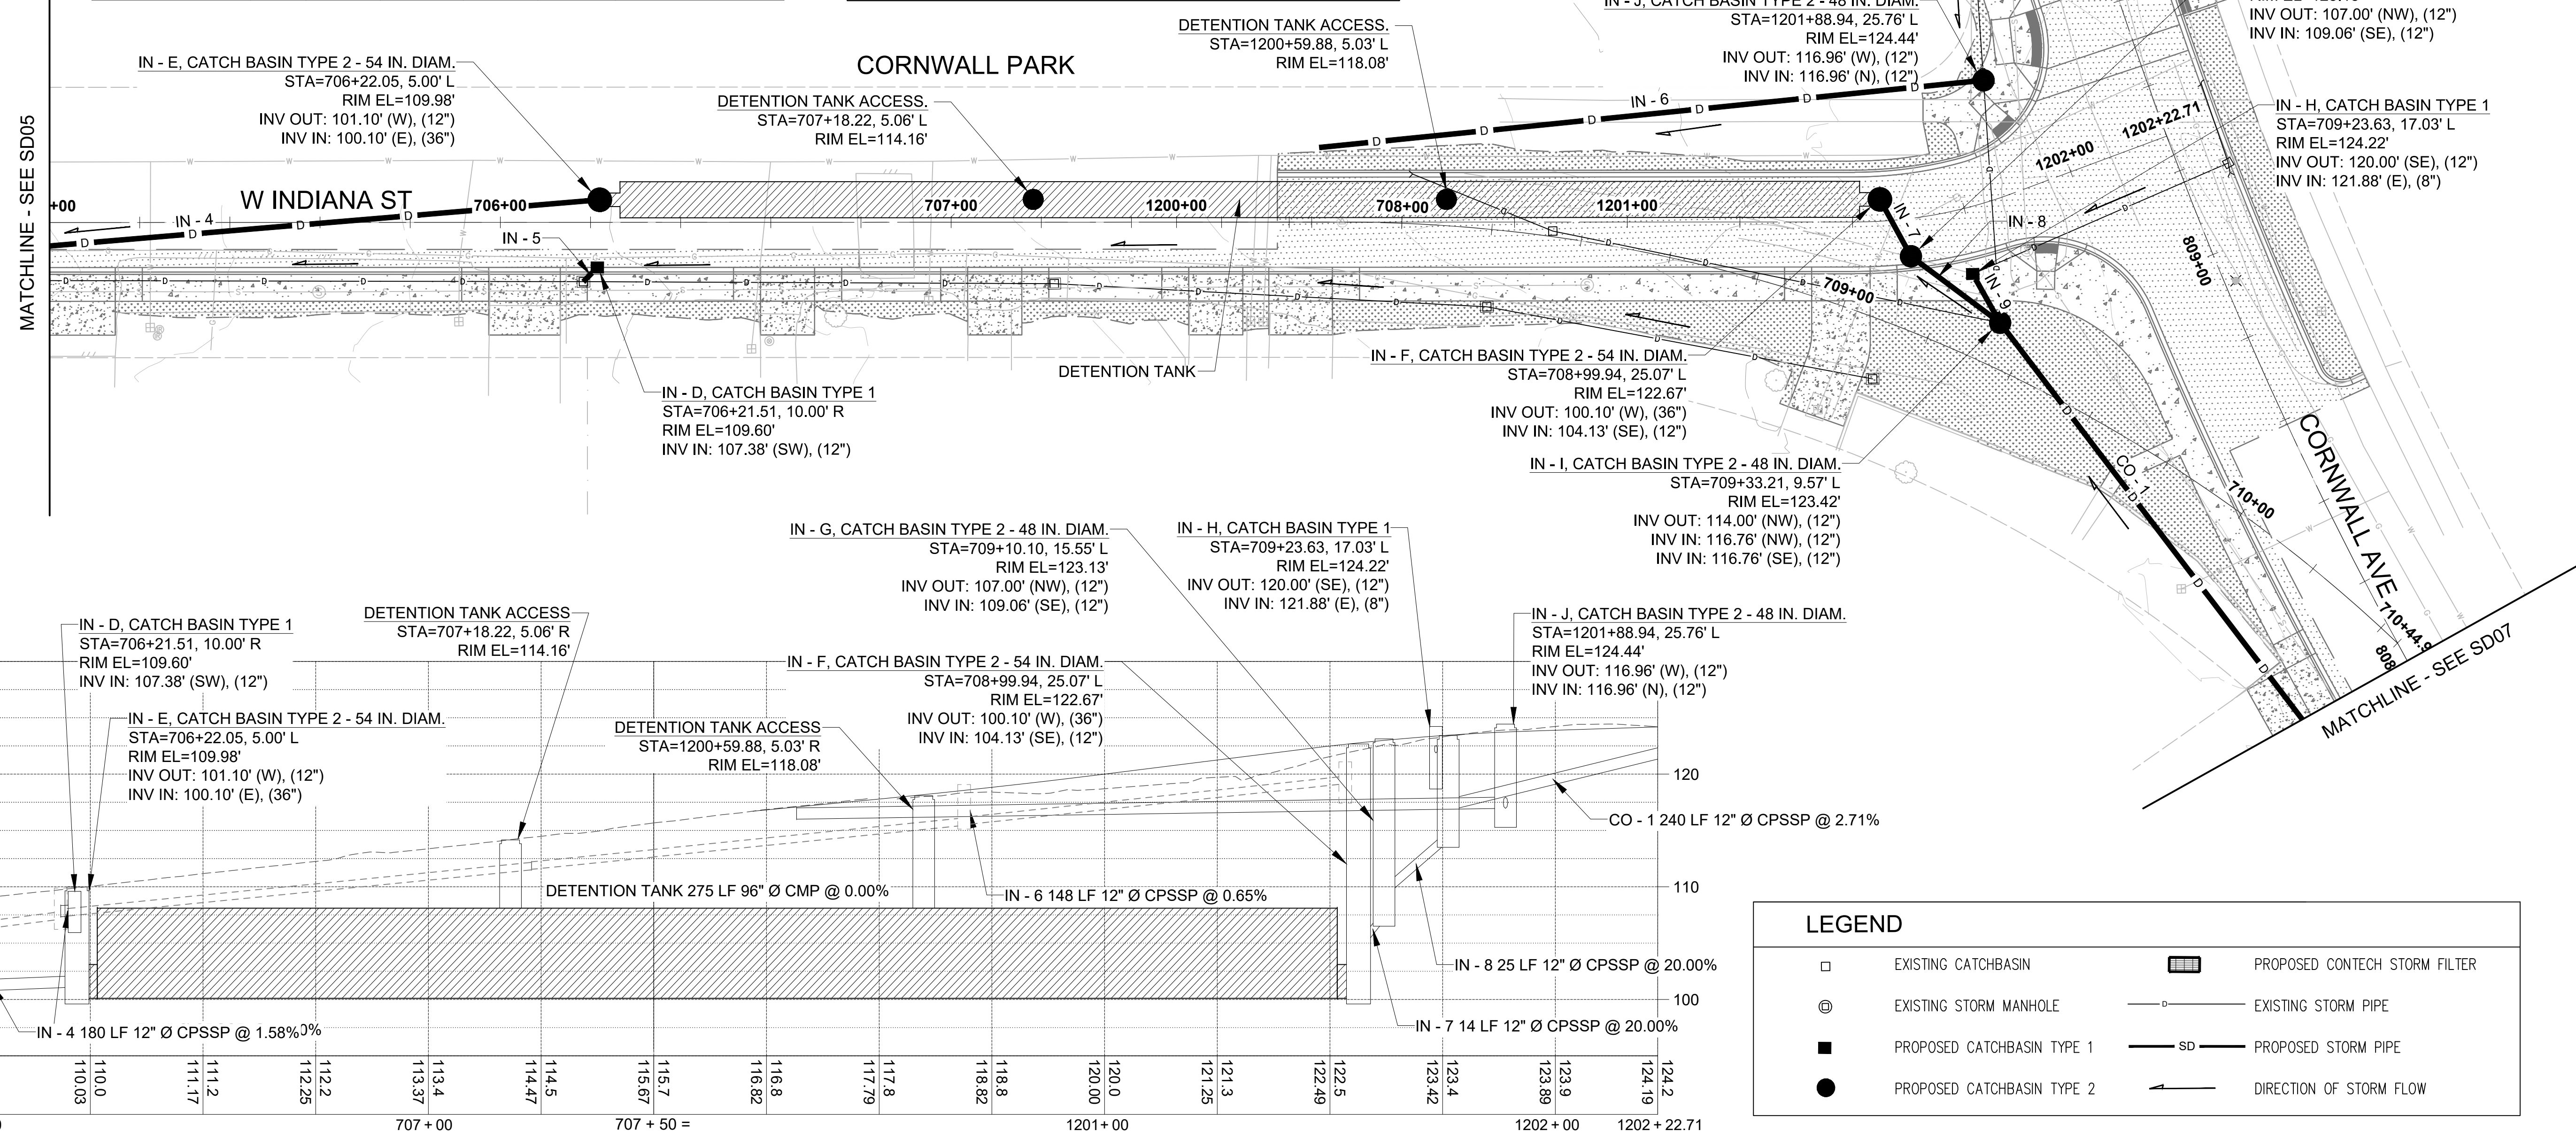 MATCHLINE - SEE SD05
IN - E, CATCH BASIN TYPE 2 - 54 IN. DIAM.
STA=706+22.05, 5.00' L
RIM EL=109.98'
INV OUT: 101.10' (W), (12")
INV IN: 100.10' (E), (36")
CORNWALL PARK
DETENTION TANK ACCESS.
STA=707+18.22, 5.06' L
RIM EL=114.16'
DETENTION TANK ACCESS.
STA=1200+59.88, 5.03' L
RIM EL=118.08'
IN - J, CATCH BASIN TYPE 2 - 48 IN. DIAM.
STA=1201+88.94, 25.76' L
RIM EL=124.44'
INV OUT: 116.96' (W), (12")
INV IN: 116.96' (N), (12")
INV OUT: 107.00' (NW), (12")
INV IN: 109.06' (SE), (12")
IN - H, CATCH BASIN TYPE 1
STA=709+23.63, 17.03' L
RIM EL=124.22'
INV OUT: 120.00' (SE), (12")
INV IN: 121.88' (E), (8")
+00
W INDIANA ST
IN - 4
706+00
707+00
1200+00
708+00
1201+00
IN - 5
IN - 6
IN - 7
IN - 8
IN - 9
709+00
1202+00
1202+22.71
809+00
CO - 1
710+00
CORNWALL AVE
710+44.9
808
MATCHLINE - SEE SD07
DETENTION TANK
IN - D, CATCH BASIN TYPE 1
STA=706+21.51, 10.00' R
RIM EL=109.60'
INV IN: 107.38' (SW), (12")
IN - F, CATCH BASIN TYPE 2 - 54 IN. DIAM.
STA=708+99.94, 25.07' L
RIM EL=122.67'
INV OUT: 100.10' (W), (36")
INV IN: 104.13' (SE), (12")
IN - I, CATCH BASIN TYPE 2 - 48 IN. DIAM.
STA=709+33.21, 9.57' L
RIM EL=123.42'
INV OUT: 114.00' (NW), (12")
INV IN: 116.76' (NW), (12")
INV IN: 116.76' (SE), (12")
IN - G, CATCH BASIN TYPE 2 - 48 IN. DIAM.
STA=709+10.10, 15.55' L
RIM EL=123.13'
INV OUT: 107.00' (NW), (12")
INV IN: 109.06' (SE), (12")
IN - H, CATCH BASIN TYPE 1
STA=709+23.63, 17.03' L
RIM EL=124.22'
INV OUT: 120.00' (SE), (12")
INV IN: 121.88' (E), (8")
IN - J, CATCH BASIN TYPE 2 - 48 IN. DIAM.
STA=1201+88.94, 25.76' L
RIM EL=124.44'
INV OUT: 116.96' (W), (12")
INV IN: 116.96' (N), (12")
IN - D, CATCH BASIN TYPE 1
STA=706+21.51, 10.00' R
RIM EL=109.60'
INV IN: 107.38' (SW), (12")
DETENTION TANK ACCESS
STA=707+18.22, 5.06' R
RIM EL=114.16'
IN - F, CATCH BASIN TYPE 2 - 54 IN. DIAM.
STA=708+99.94, 25.07' L
RIM EL=122.67'
INV OUT: 100.10' (W), (36")
INV IN: 104.13' (SE), (12")
IN - E, CATCH BASIN TYPE 2 - 54 IN. DIAM.
STA=706+22.05, 5.00' L
RIM EL=109.98'
INV OUT: 101.10' (W), (12")
INV IN: 100.10' (E), (36")
DETENTION TANK ACCESS
STA=1200+59.88, 5.03' R
RIM EL=118.08'
120
CO - 1 240 LF 12" Ø CPSSP @ 2.71%
110
DETENTION TANK 275 LF 96" Ø CMP @ 0.00%
IN - 6 148 LF 12" Ø CPSSP @ 0.65%
IN - 8 25 LF 12" Ø CPSSP @ 20.00%
100
IN - 7 14 LF 12" Ø CPSSP @ 20.00%
IN - 4 180 LF 12" Ø CPSSP @ 1.58%
110.03 110.0
111.17 111.2
112.25 112.2
113.37 113.4
114.47 114.5
115.67 115.7
116.82 116.8
117.79 117.8
118.82 118.8
120.00 120.0
121.25 121.3
122.49 122.5
123.42 123.4
123.89 123.9
124.19 124.2
707 + 00
707 + 50 =
1201 + 00
1202 + 00
1202 + 22.71
LEGEND
EXISTING CATCHBASIN
PROPOSED CONTECH STORM FILTER
EXISTING STORM MANHOLE
D
EXISTING STORM PIPE
PROPOSED CATCHBASIN TYPE 1
SD
PROPOSED STORM PIPE
PROPOSED CATCHBASIN TYPE 2
DIRECTION OF STORM FLOW